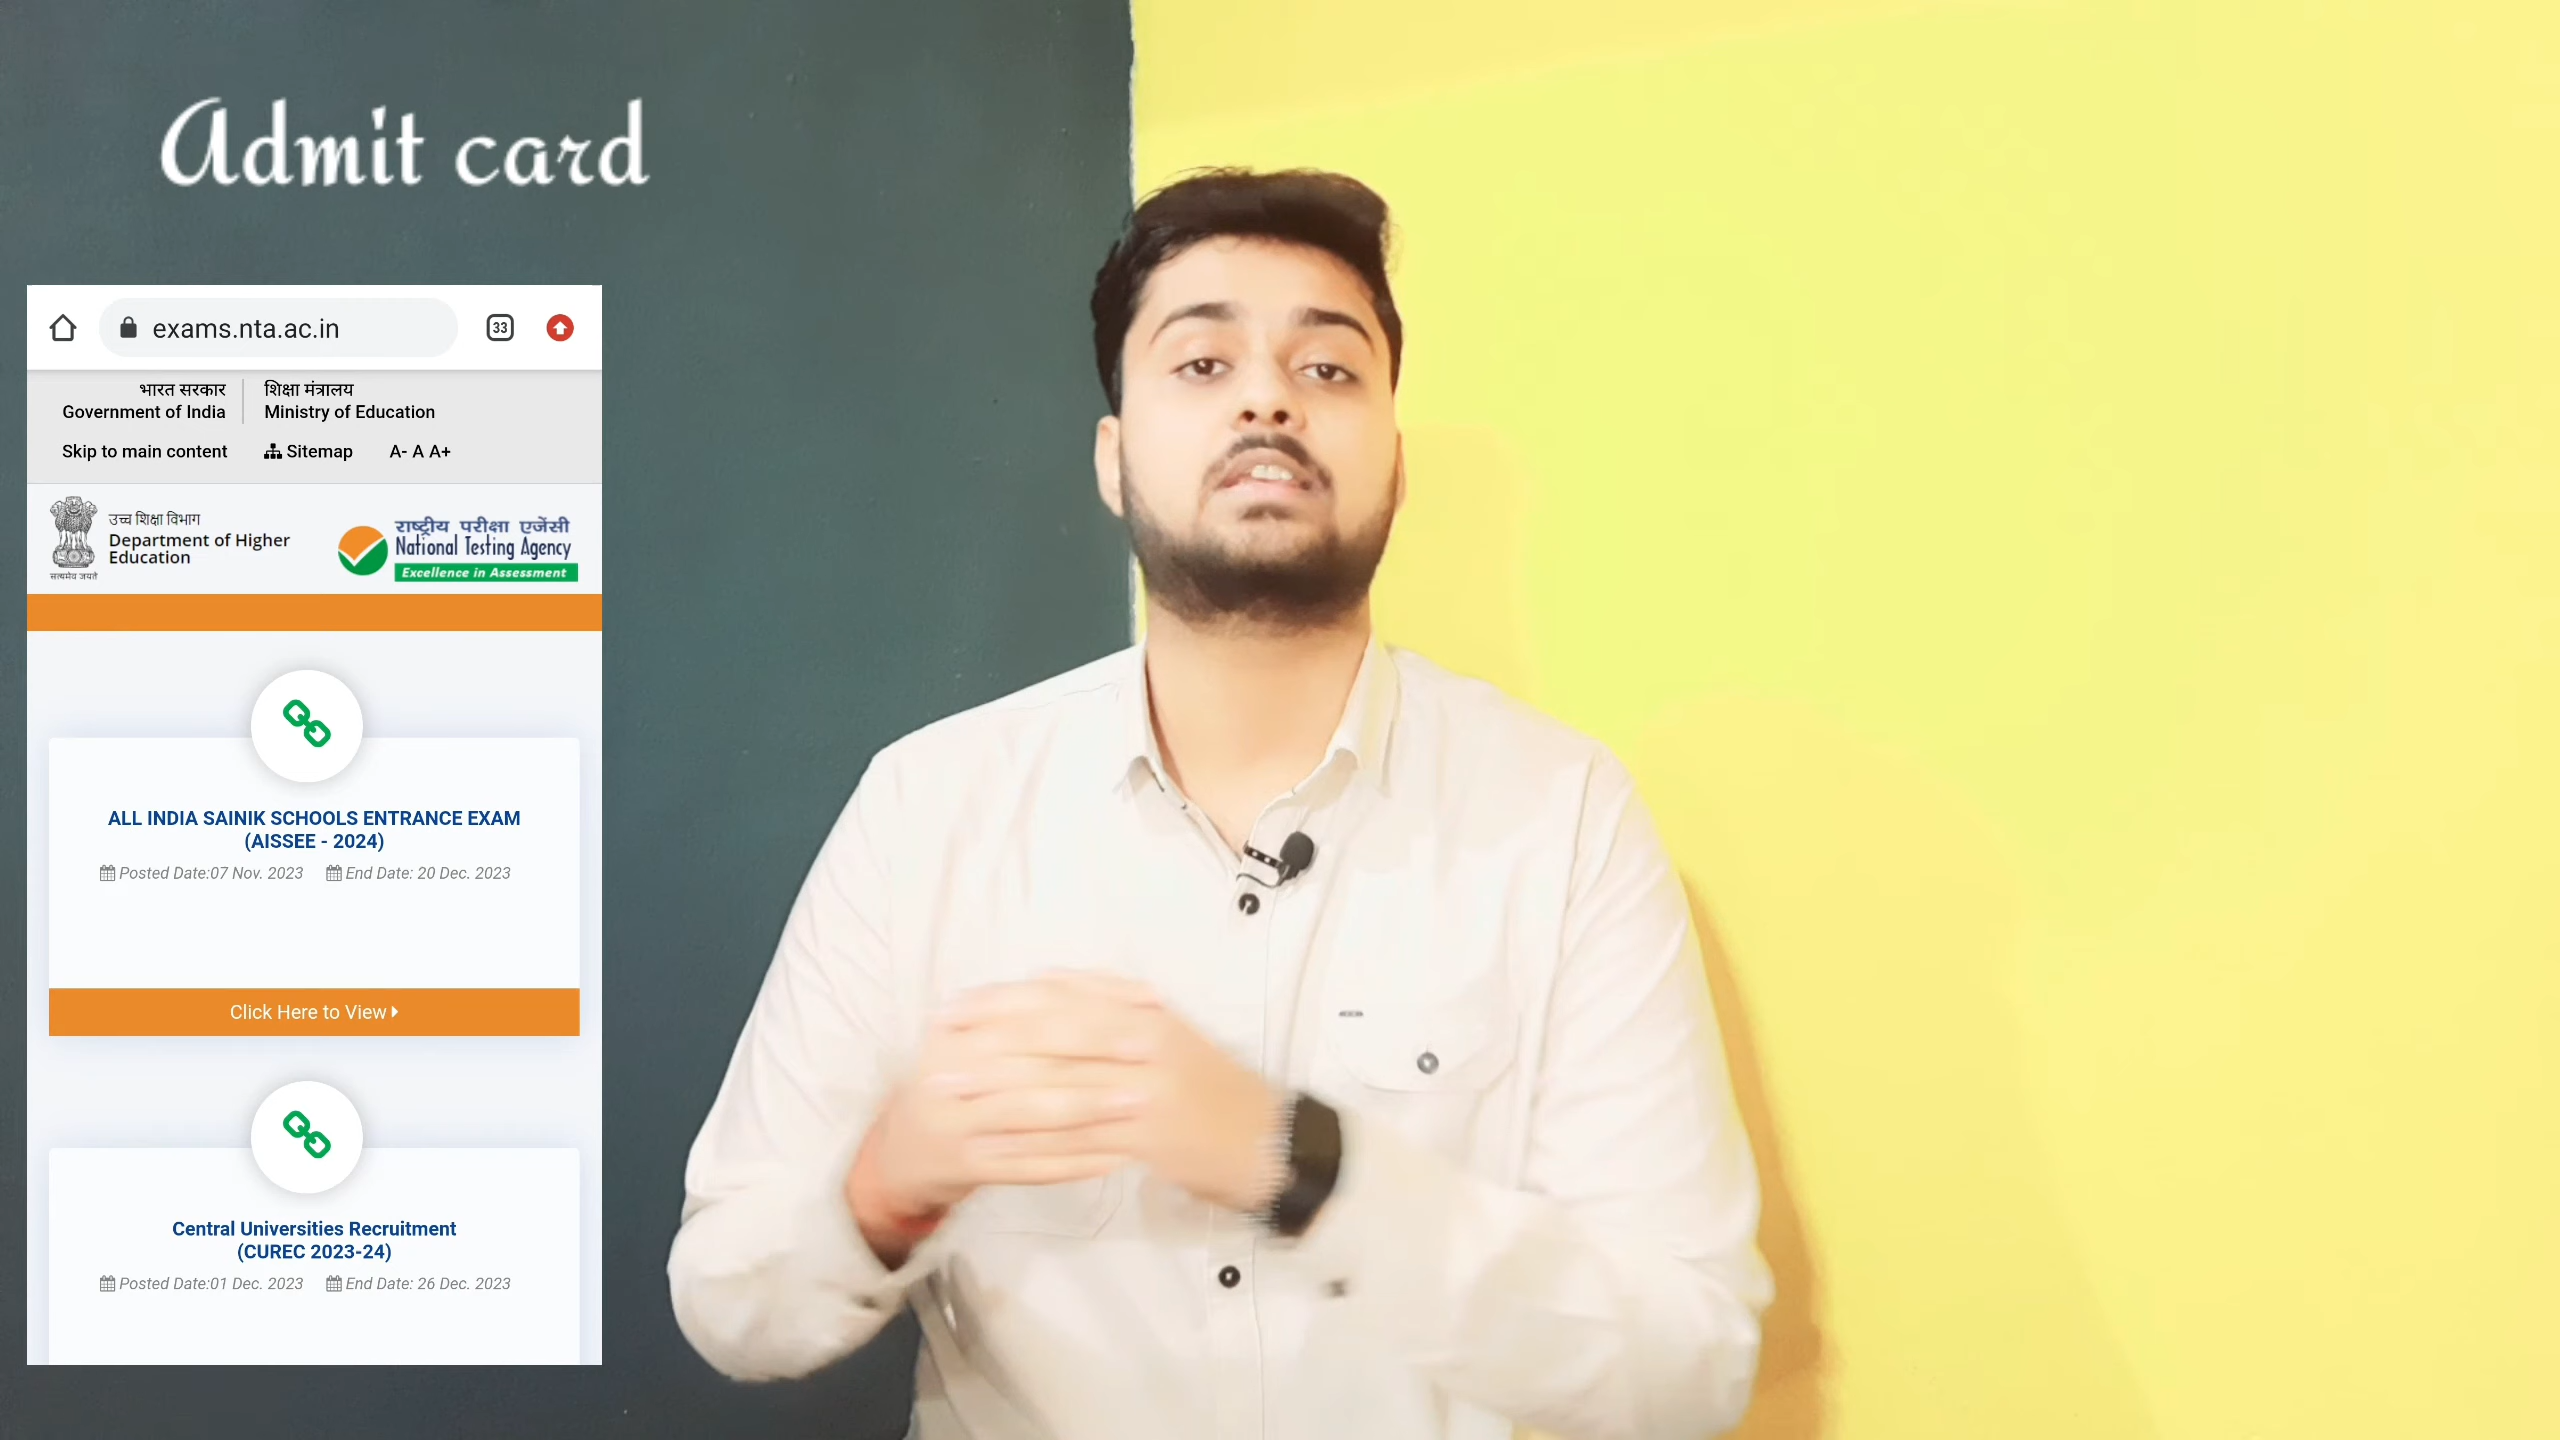 Admit card
exams.nta.ac.in
33
भारत सरकार
Government of India
शिक्षा मंत्रालय
Ministry of Education
Skip to main content
Sitemap
A- A A+
सत्यमेव जयते
उच्च शिक्षा विभाग
Department of Higher
Education
राष्ट्रीय परीक्षा एजेंसी
National Testing Agency
Excellence in Assessment
ALL INDIA SAINIK SCHOOLS ENTRANCE EXAM
(AISSEE - 2024)
Posted Date:07 Nov. 2023
End Date: 20 Dec. 2023
Click Here to View
Central Universities Recruitment
(CUREC 2023-24)
Posted Date:01 Dec. 2023
End Date: 26 Dec. 2023